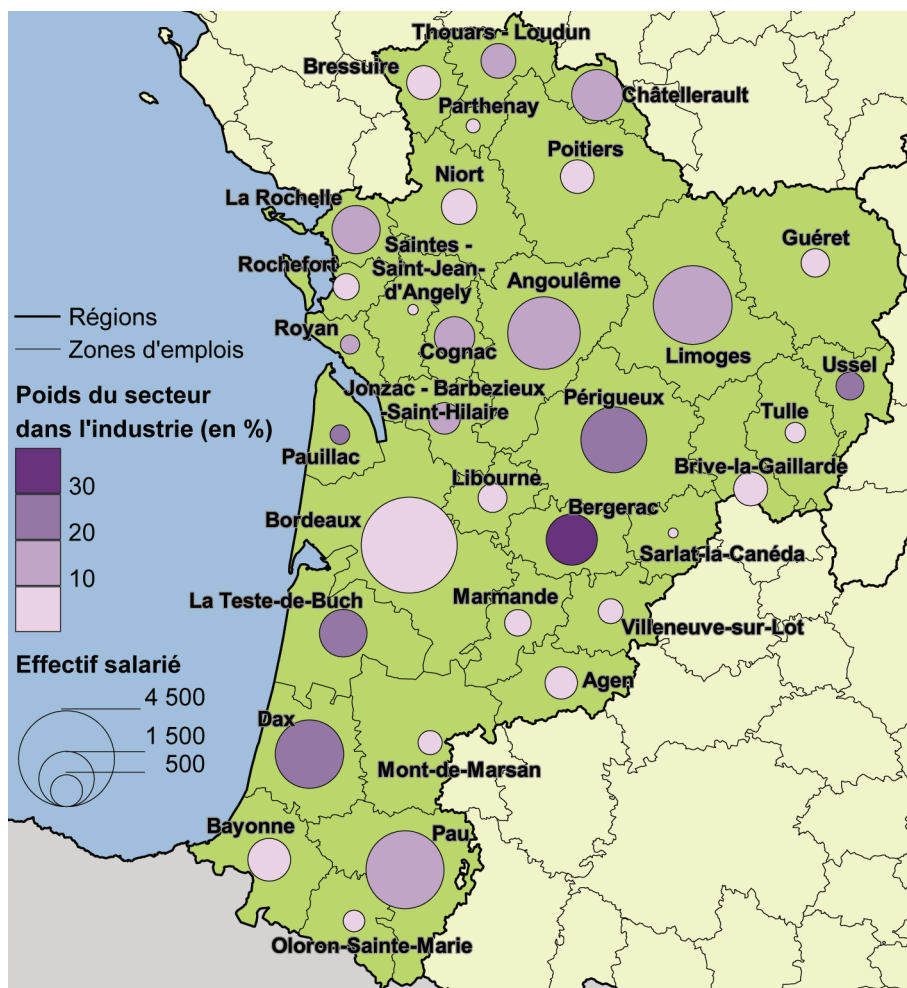 Thouars - Loudun
Bressuire
Châtellerault
Parthenay
Poitiers
Niort
La Rochelle
Guéret
Saintes -
Saint-Jean-
d'Angely
Rochefort
Angoulême
Royan
Cognac
Limoges
Ussel
Jonzac - Barbezieux
-Saint-Hilaire
Périgueux
Tulle
Pauillac
Libourne
Brive-la-Gaillarde
Bordeaux
Bergerac
Sarlat-la-Canéda
La Teste-de-Buch
Marmande
Villeneuve-sur-Lot
Agen
Dax
Mont-de-Marsan
Bayonne
Pau
Oloron-Sainte-Marie
Régions
Zones d'emplois
Poids du secteur
dans l'industrie (en %)
30
20
10
Effectif salarié
4 500
1 500
500